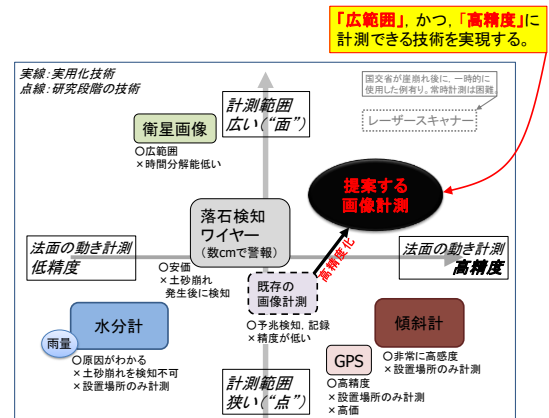 「広範囲」,かつ,「高精度」に
計測できる技術を実現する。
実線:実用化技術
点線:研究段階の技術
計測範囲
広い(“面”)
国交省が崖崩れ後に,一時的に
使用した例有り。常時計測は困難。
レーザースキャナー
衛星画像
○広範囲
×時間分解能低い
提案する
画像計測
落石検知
ワイヤー
(数cmで警報)
法面の動き計測
低精度
法面の動き計測
高精度
高精度化
○安価
×土砂崩れ
発生後に検知
既存の
画像計測
○予兆検知,記録
×精度が低い
水分計
雨量
○原因がわかる
×土砂崩れを検知不可
×設置場所のみ計測
傾斜計
○非常に高感度
×設置場所のみ計測
GPS
○高精度
×設置場所のみ計測
×高価
計測範囲
狭い(“点”)